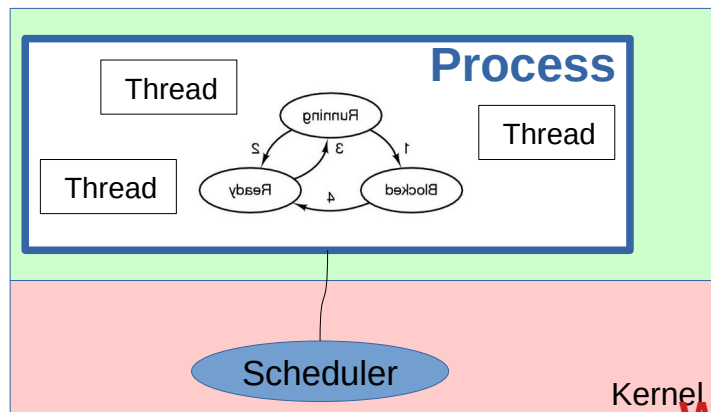 Process
Thread
Thread
Thread
Running
1
2
3
4
Ready
Blocked
Scheduler
Kernel
W